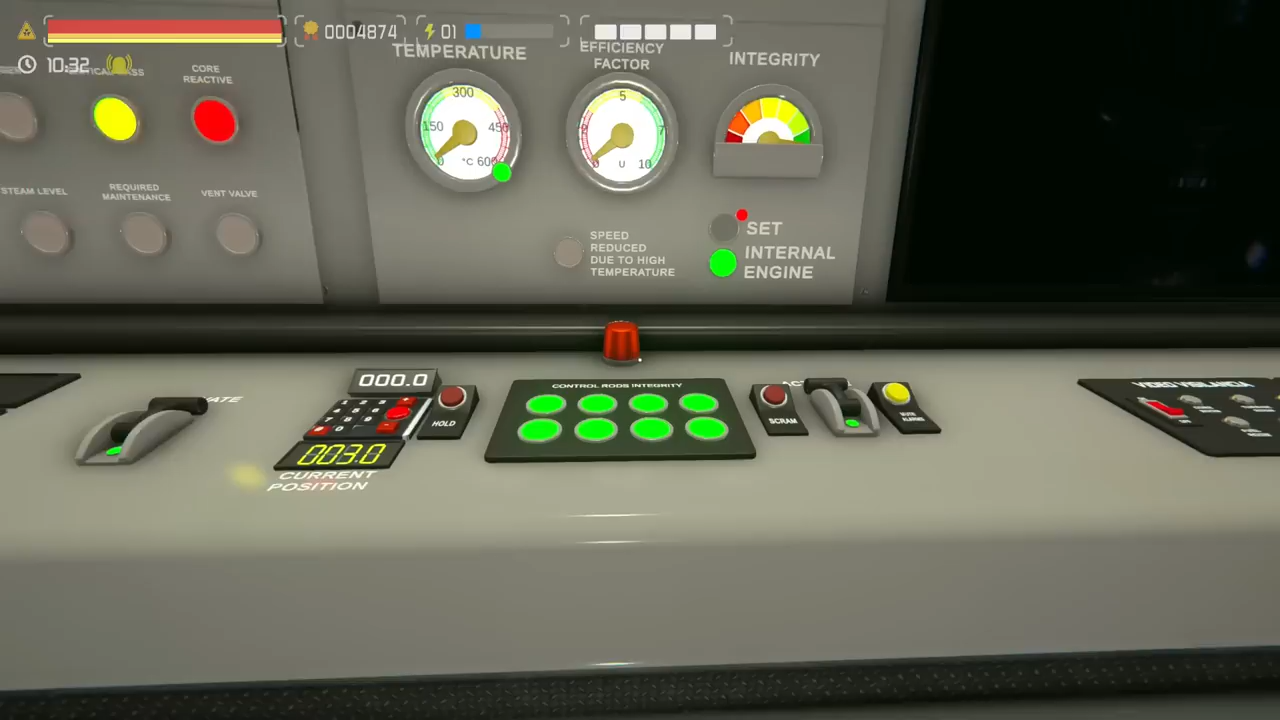 0004874
01
10:32
CORE
REACTIVE
STEAM LEVEL
REQUIRED
MAINTENANCE
VENT VALVE
TEMPERATURE
300
150
450
0
°C
600
EFFICIENCY
FACTOR
5
7
0
U
10
INTEGRITY
SPEED
REDUCED
DUE TO HIGH
TEMPERATURE
SET
INTERNAL
ENGINE
000.0
HOLD
003.0
CURRENT
POSITION
CONTROL RODS INTEGRITY
SCRAM
VIDEO VIGILANCIA